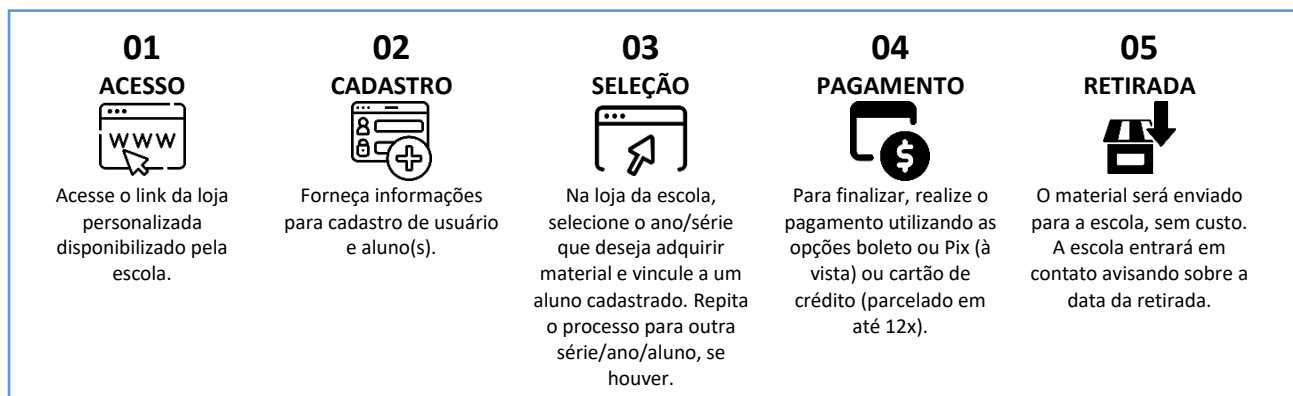 01
ACESSO
WWW
Acesse o link da loja
personalizada
disponibilizado pela
escola.
02
CADASTRO
Forneça informações
para cadastro de usuário
e aluno(s).
03
SELEÇÃO
Na loja da escola,
selecione o ano/série
que deseja adquirir
material e vincule a um
aluno cadastrado. Repita
o processo para outra
série/ano/aluno, se
houver.
04
PAGAMENTO
$
Para finalizar, realize o
pagamento utilizando as
opções boleto ou Pix (à
vista) ou cartão de
crédito (parcelado em
até 12x).
05
RETIRADA
O material será enviado
para a escola, sem custo.
A escola entrará em
contato avisando sobre a
data da retirada.